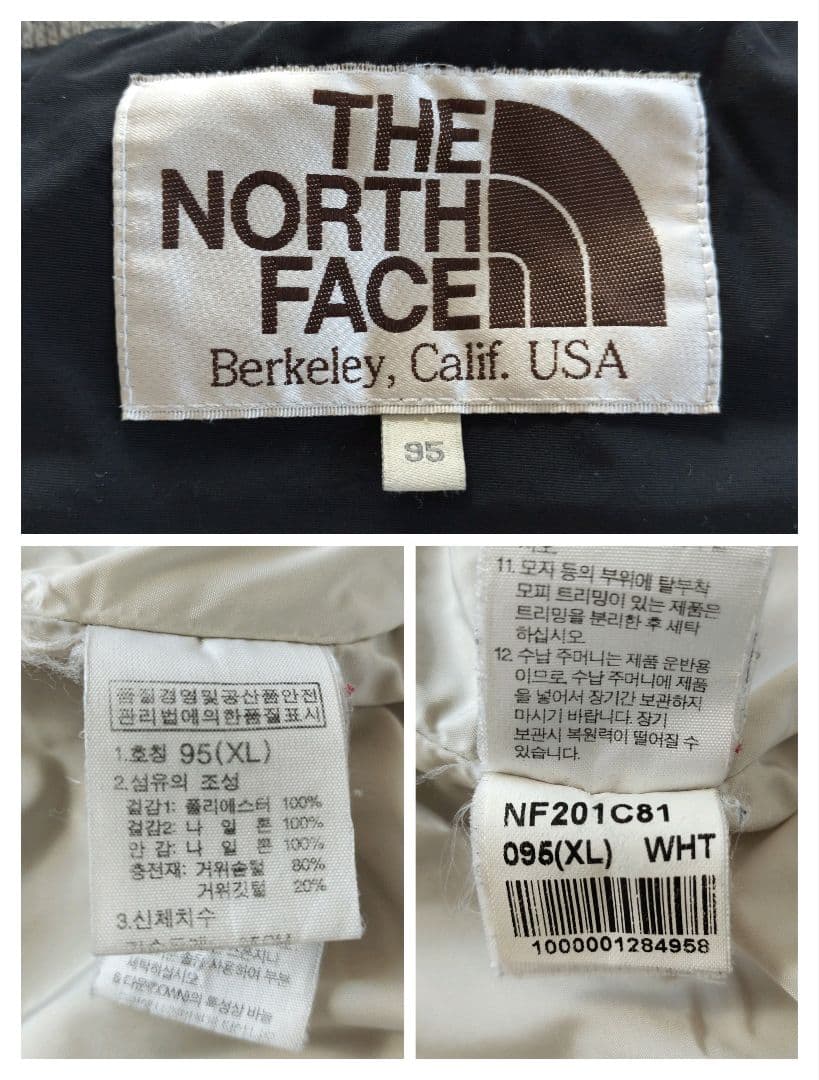 THE
NORTH
FACE
Berkeley, Calif. USA
95
품질경영및공산품안전
관리법에의한품질표시
1.호칭 95(XL)
2.섬유의 조성
겉감1: 폴리에스터 100%
겉감2: 나 일 론 100%
안 감: 나 일 론 100%
충전재: 거위솜털 80%
거위깃털 20%
3.신체치수
세탁하십시오
11. 모자 등의 부위에 탈부착
모피 트리밍이 있는 제품은
트리밍을 분리한 후 세탁
하십시오.
12. 수납 주머니는 제품 운반용
이므로, 수납 주머니에 제품
을 넣어서 장기간 보관하지
마시기 바랍니다. 장기
보관시 복원력이 떨어질 수
있습니다.
NF201C81
095(XL) WHT
1000001284958